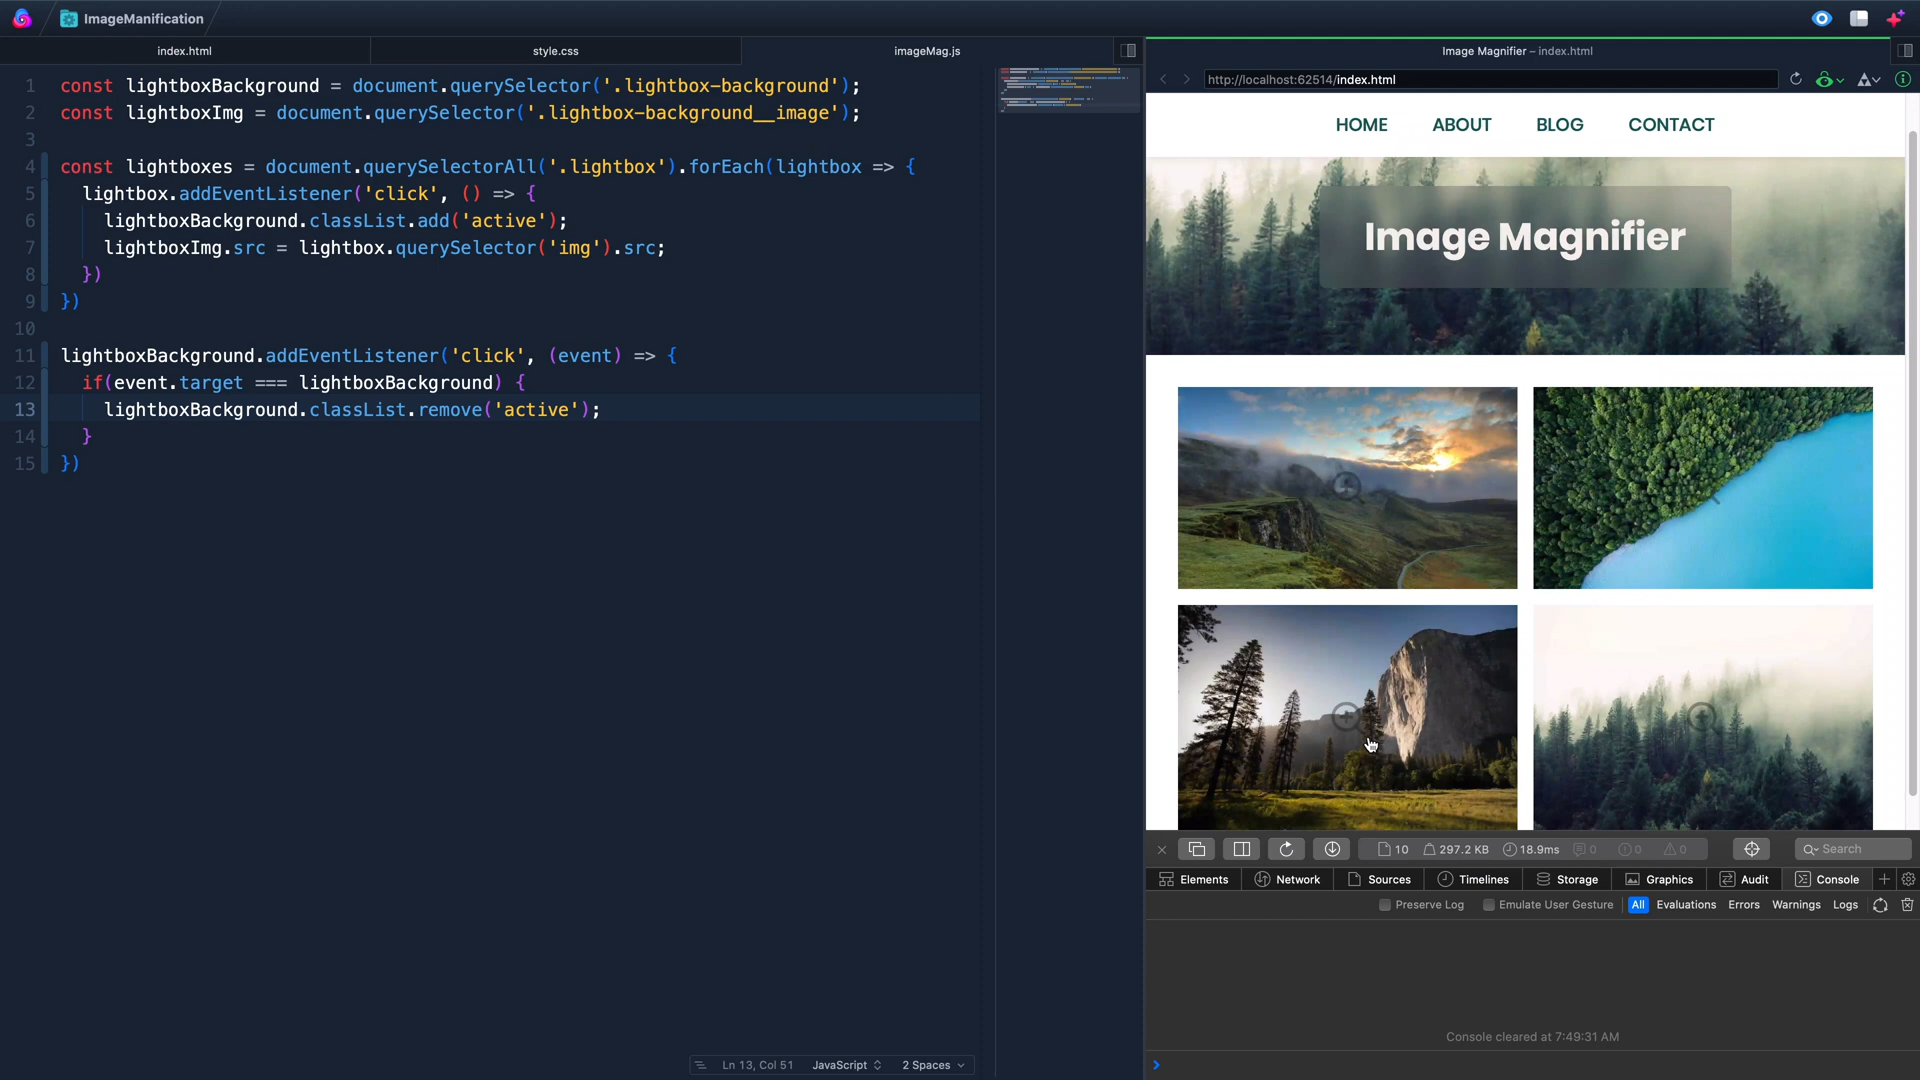 ImageManification
index.html
style.css
imageMag.js
1 const lightboxBackground = document.querySelector('.lightbox-background');
2 const lightboxImg = document.querySelector('.lightbox-background__image');
3
4 const lightboxes = document.querySelectorAll('.lightbox').forEach(lightbox => {
5 lightbox.addEventListener('click', () => {
6 lightboxBackground.classList.add('active');
7 lightboxImg.src = lightbox.querySelector('img').src;
8 })
9 })
10
11 lightboxBackground.addEventListener('click', (event) => {
12 if(event.target === lightboxBackground) {
13 lightboxBackground.classList.remove('active');
14 }
15 })
Ln 13, Col 51 JavaScript 2 Spaces
Image Magnifier – index.html
http://localhost:62514/index.html
HOME ABOUT BLOG CONTACT
Image Magnifier
10 297.2 KB 18.9ms 0 0 0 Search
Elements Network Sources Timelines Storage Graphics Audit Console
Preserve Log Emulate User Gesture All Evaluations Errors Warnings Logs
Console cleared at 7:49:31 AM